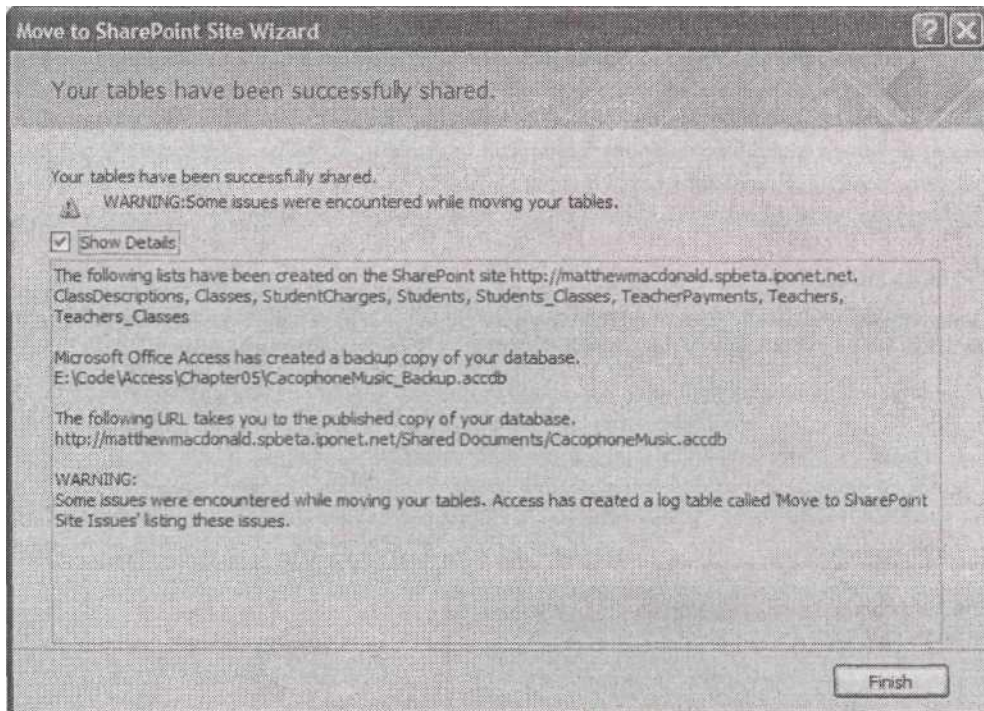 Move to SharePoint Site Wizard
Your tables have been successfully shared.
Your tables have been successfully shared.
WARNING:Some issues were encountered while moving your tables.
Show Details
The following lists have been created on the SharePoint site http://matthewmacdonald.spbeta.iponet.net.
ClassDescriptions, Classes, StudentCharges, Students, Students_Classes, TeacherPayments, Teachers,
Teachers_Classes
Microsoft Office Access has created a backup copy of your database.
E:\Code\Access\Chapter05\CacophoneMusic_Backup.accdb
The following URL takes you to the published copy of your database.
http://matthewmacdonald.spbeta.iponet.net/Shared Documents/CacophoneMusic.accdb
WARNING:
Some issues were encountered while moving your tables. Access has created a log table called 'Move to SharePoint
Site Issues' listing these issues.
Finish